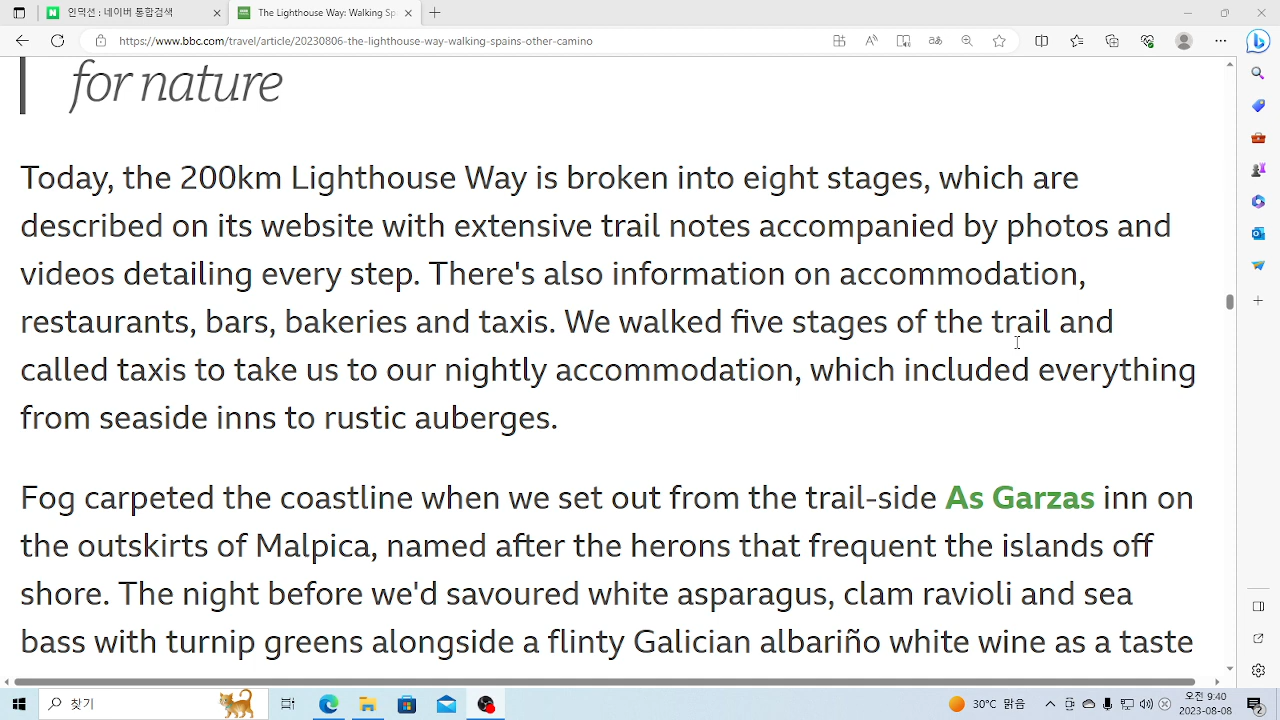 인덕션 : 네이버 통합검색
The Lighthouse Way: Walking Sp
https://www.bbc.com/travel/article/20230806-the-lighthouse-way-walking-spains-other-camino
for nature
Today, the 200km Lighthouse Way is broken into eight stages, which are
described on its website with extensive trail notes accompanied by photos and
videos detailing every step. There's also information on accommodation,
restaurants, bars, bakeries and taxis. We walked five stages of the trail and
called taxis to take us to our nightly accommodation, which included everything
from seaside inns to rustic auberges.
Fog carpeted the coastline when we set out from the trail-side As Garzas inn on
the outskirts of Malpica, named after the herons that frequent the islands off
shore. The night before we'd savoured white asparagus, clam ravioli and sea
bass with turnip greens alongside a flinty Galician albariño white wine as a taste
찾기
30°C 맑음
오전 9:40
2023-08-08
2